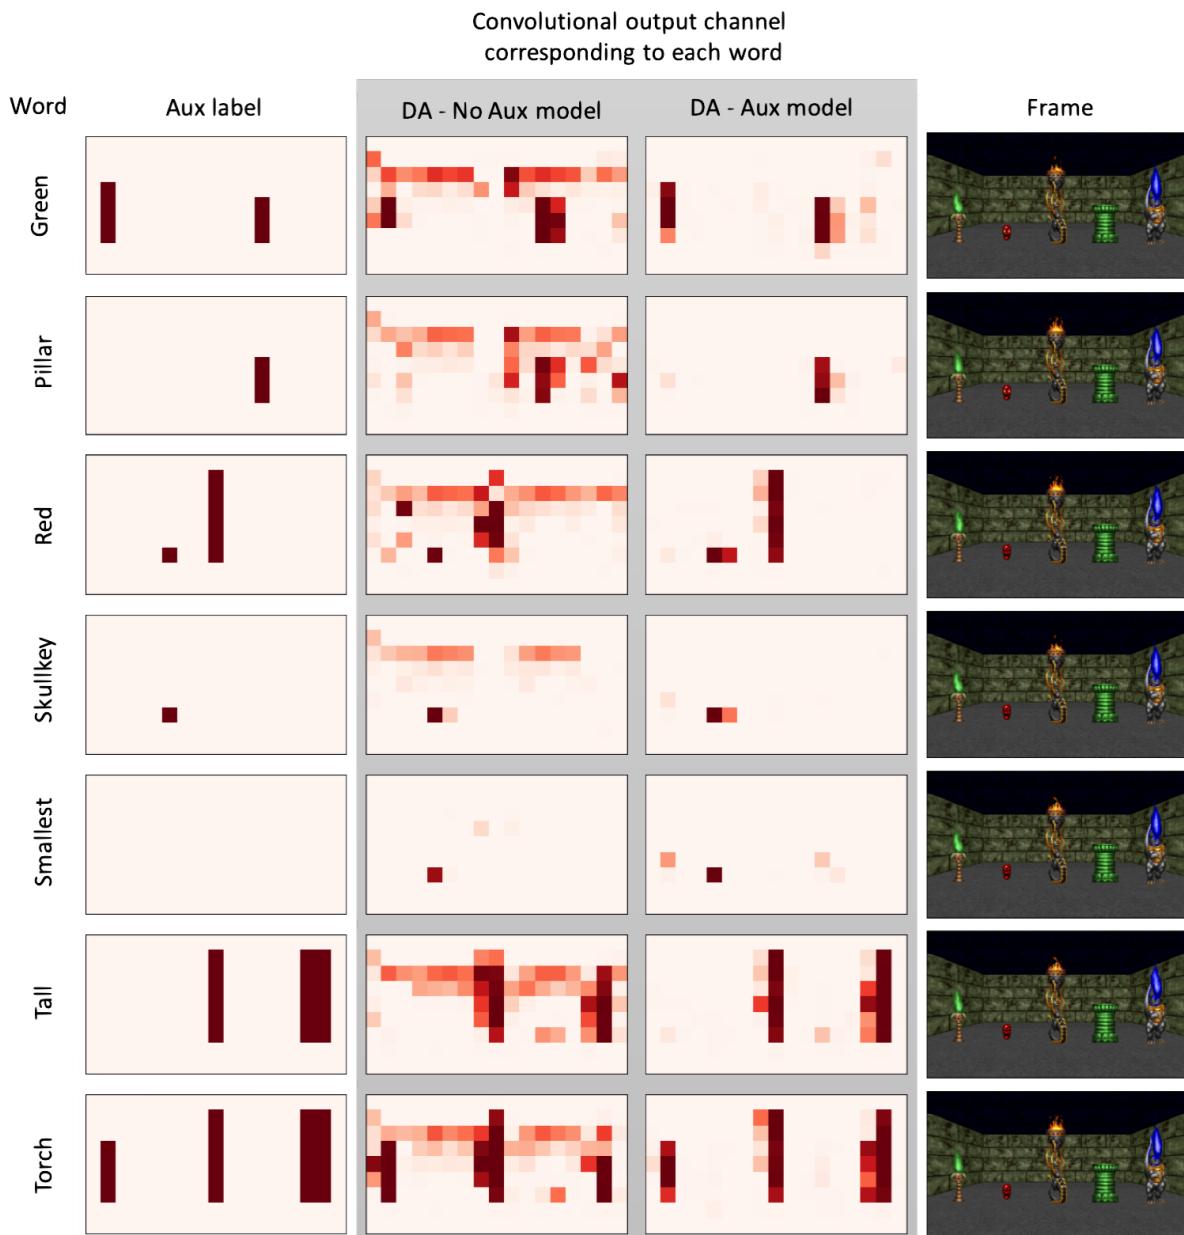 Convolutional output channel
corresponding to each word
Word
Aux label
DA - No Aux model
DA - Aux model
Frame
Green
Pillar
Red
Skullkey
Smallest
Tall
Torch